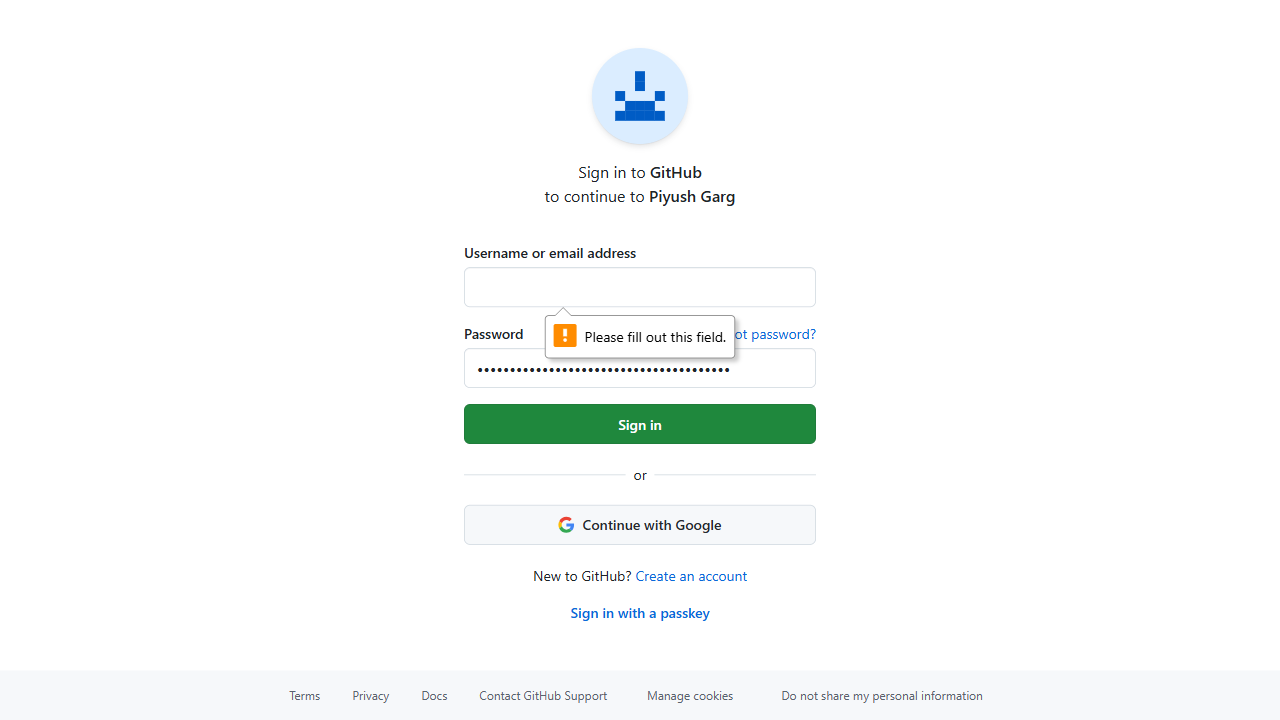 Sign in to GitHub
to continue to Piyush Garg
Username or email address
Please fill out this field.
Password
ot password?
•••••••••••••••••••••••••••••••••••••••
Sign in
or
Continue with Google
New to GitHub? Create an account
Sign in with a passkey
Terms Privacy Docs Contact GitHub Support Manage cookies Do not share my personal information